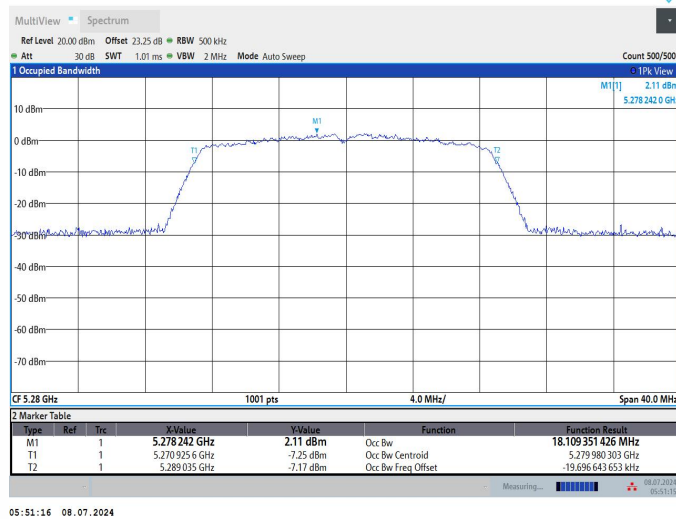 MultiView Spectrum
Ref Level 20.00 dBm Offset 23.25 dB RBW 500 kHz
Att 30 dB SWT 1.01 ms VBW 2 MHz Mode Auto Sweep Count 500/500
1 Occupied Bandwidth 1Pk View
M1[1] 2.11 dBm
5.278 242 0 GH
10 dBm
M1
0 dBm
T1 T2
-10 dBm
-20 dBm
-30 dBm
-40 dBm
-50 dBm
-60 dBm
-70 dBm
CF 5.28 GHz 1001 pts 4.0 MHz/ Span 40.0 MHz
2 Marker Table
Type Ref Trc X-Value Y-Value Function Function Result
M1 1 5.278 242 GHz 2.11 dBm Occ Bw 18.109 351 426 MHz
T1 1 5.270 925 6 GHz -7.25 dBm Occ Bw Centroid 5.279 980 303 GHz
T2 1 5.289 035 GHz -7.17 dBm Occ Bw Freq Offset -19.696 643 653 kHz
Measuring... 08.07.2024
05:51:15
05:51:16 08.07.2024